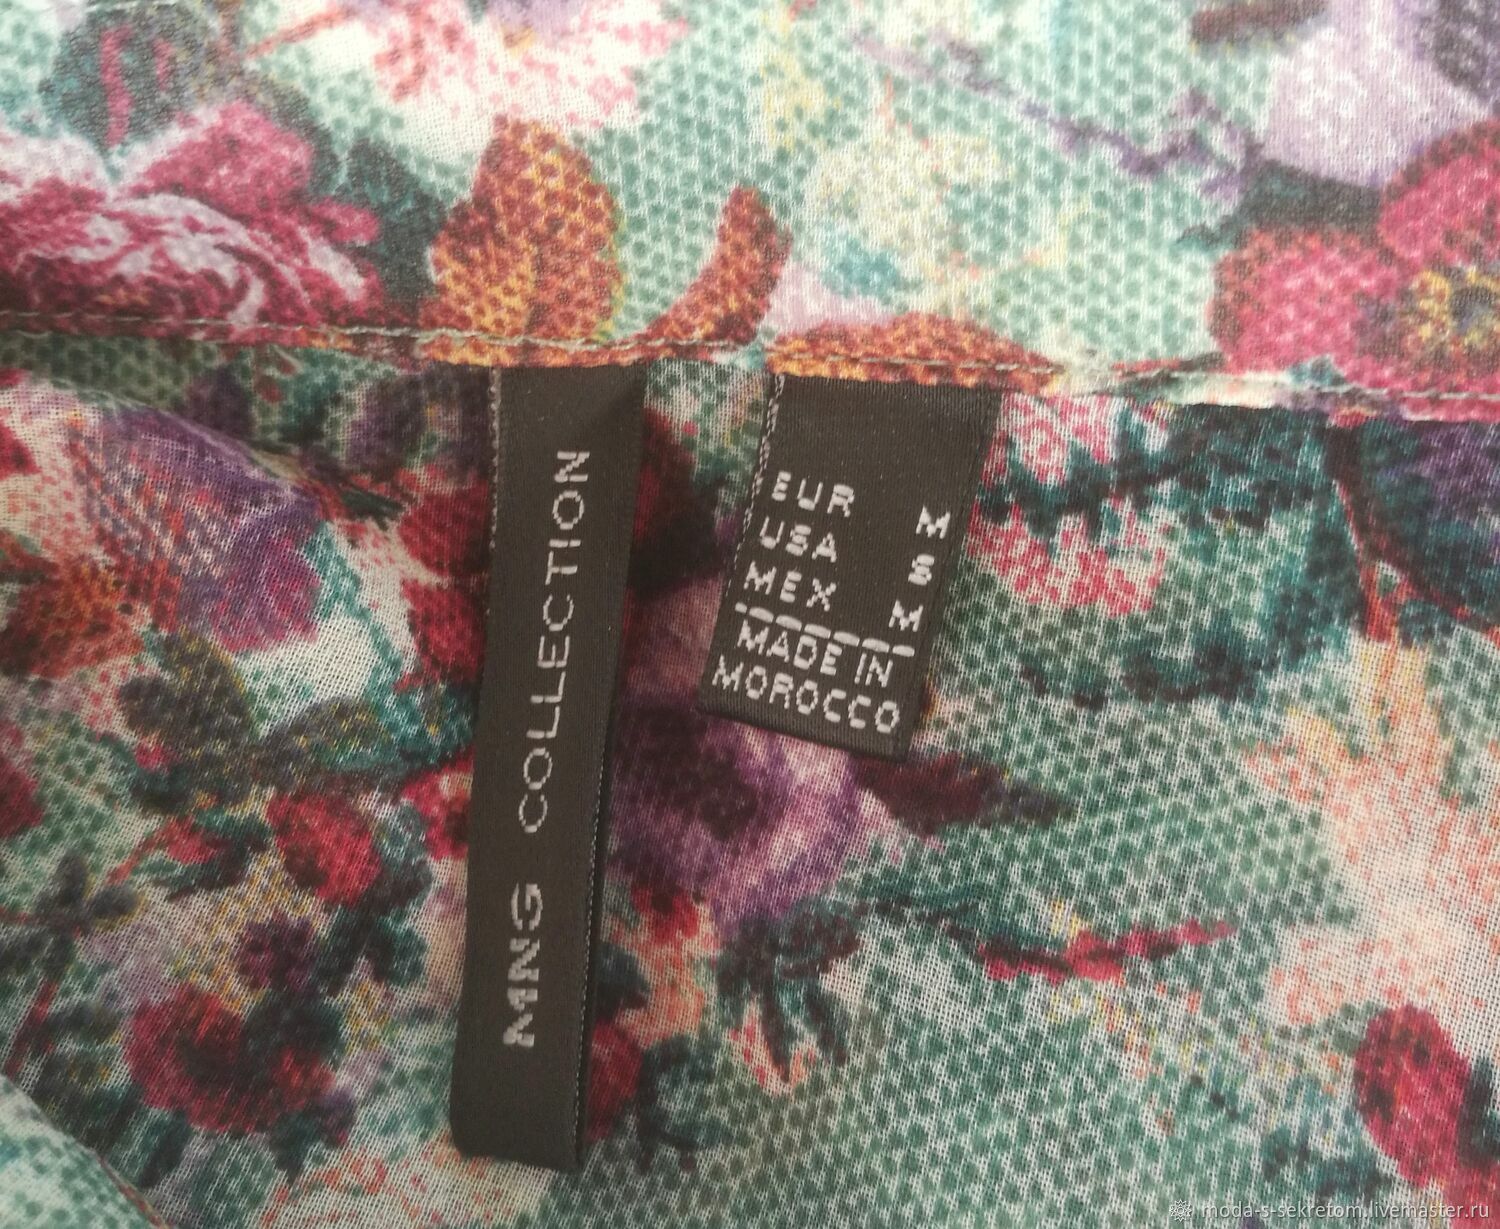 MNG COLLECTION
EUR M
USA S
MEX M
MADE IN
MOROCCO
moda-s-sekretom.livemaster.ru